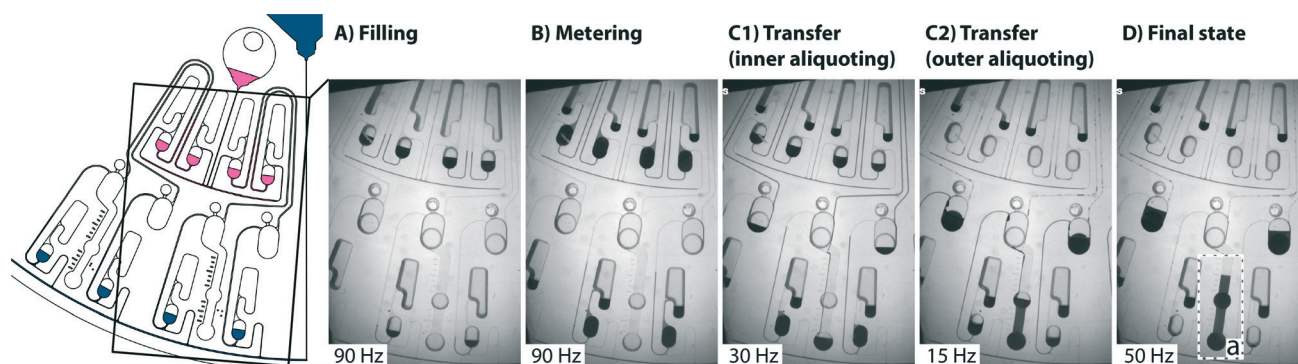 A) Filling
B) Metering
C1) Transfer
(inner aliquoting)
C2) Transfer
(outer aliquoting)
D) Final state
s
s
s
90 Hz
90 Hz
30 Hz
15 Hz
50 Hz
a